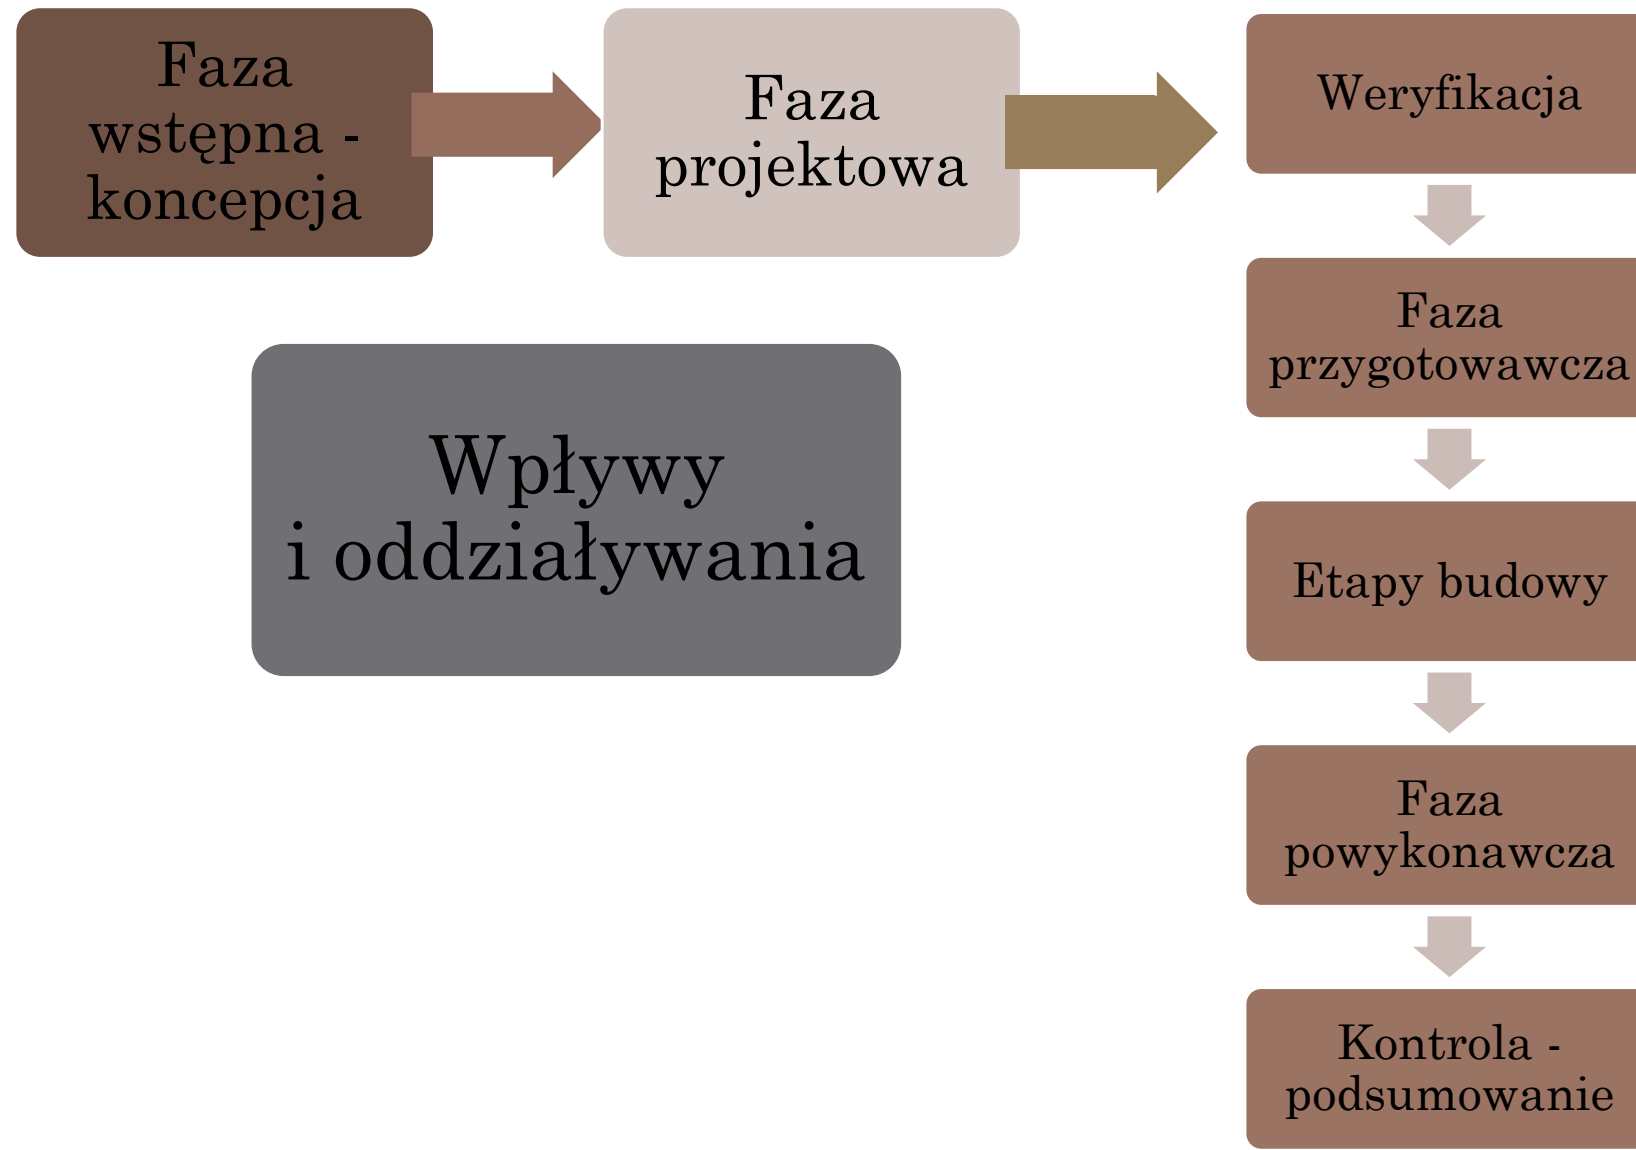 Faza
wstępna -
koncepcja
Faza
projektowa
Weryfikacja
Faza
przygotowawcza
Wpływy
i oddziaływania
Etapy budowy
Faza
powykonawcza
Kontrola -
podsumowanie